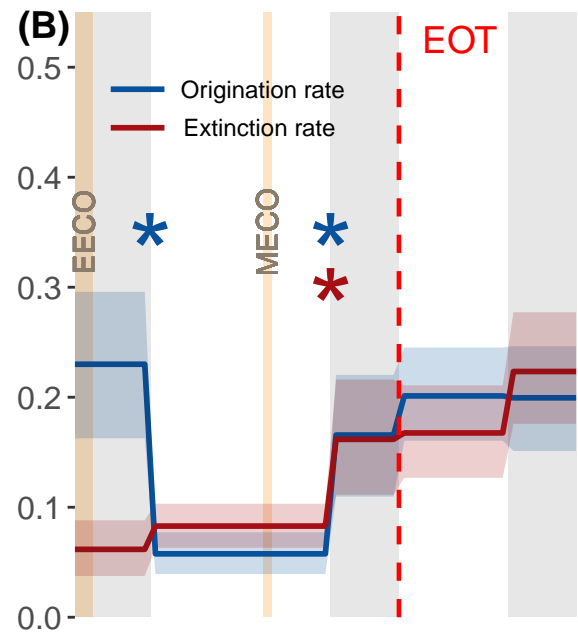 (B)
EOT
0.5
Origination rate
Extinction rate
0.4
EECO
MECO
*
*
0.3
*
0.2
0.1
0.0